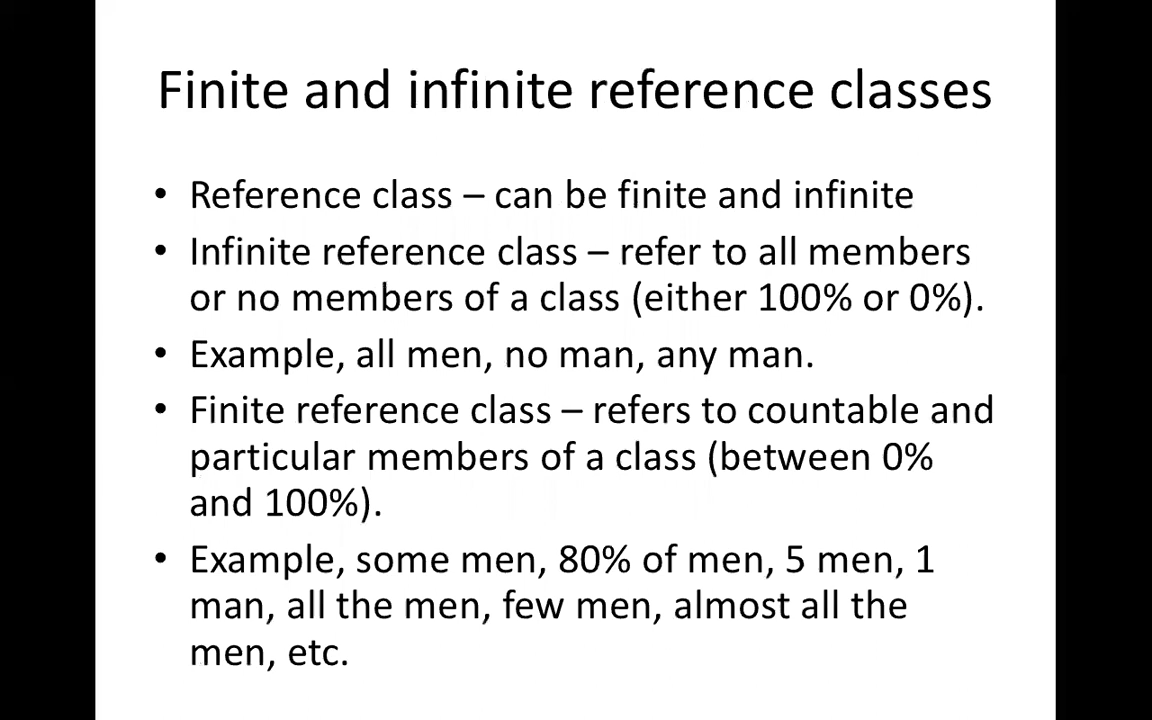 Finite and infinite reference classes
• Reference class – can be finite and infinite
• Infinite reference class – refer to all members
or no members of a class (either 100% or 0%).
• Example, all men, no man, any man.
• Finite reference class – refers to countable and
particular members of a class (between 0%
and 100%).
• Example, some men, 80% of men, 5 men, 1
man, all the men, few men, almost all the
men, etc.